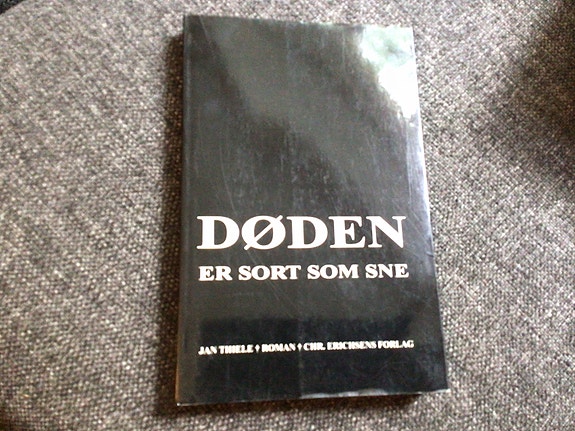 DØDEN
ER SORT SOM SNE
JAN THIELE † ROMAN † CHR. ERICHSENS FORLAG